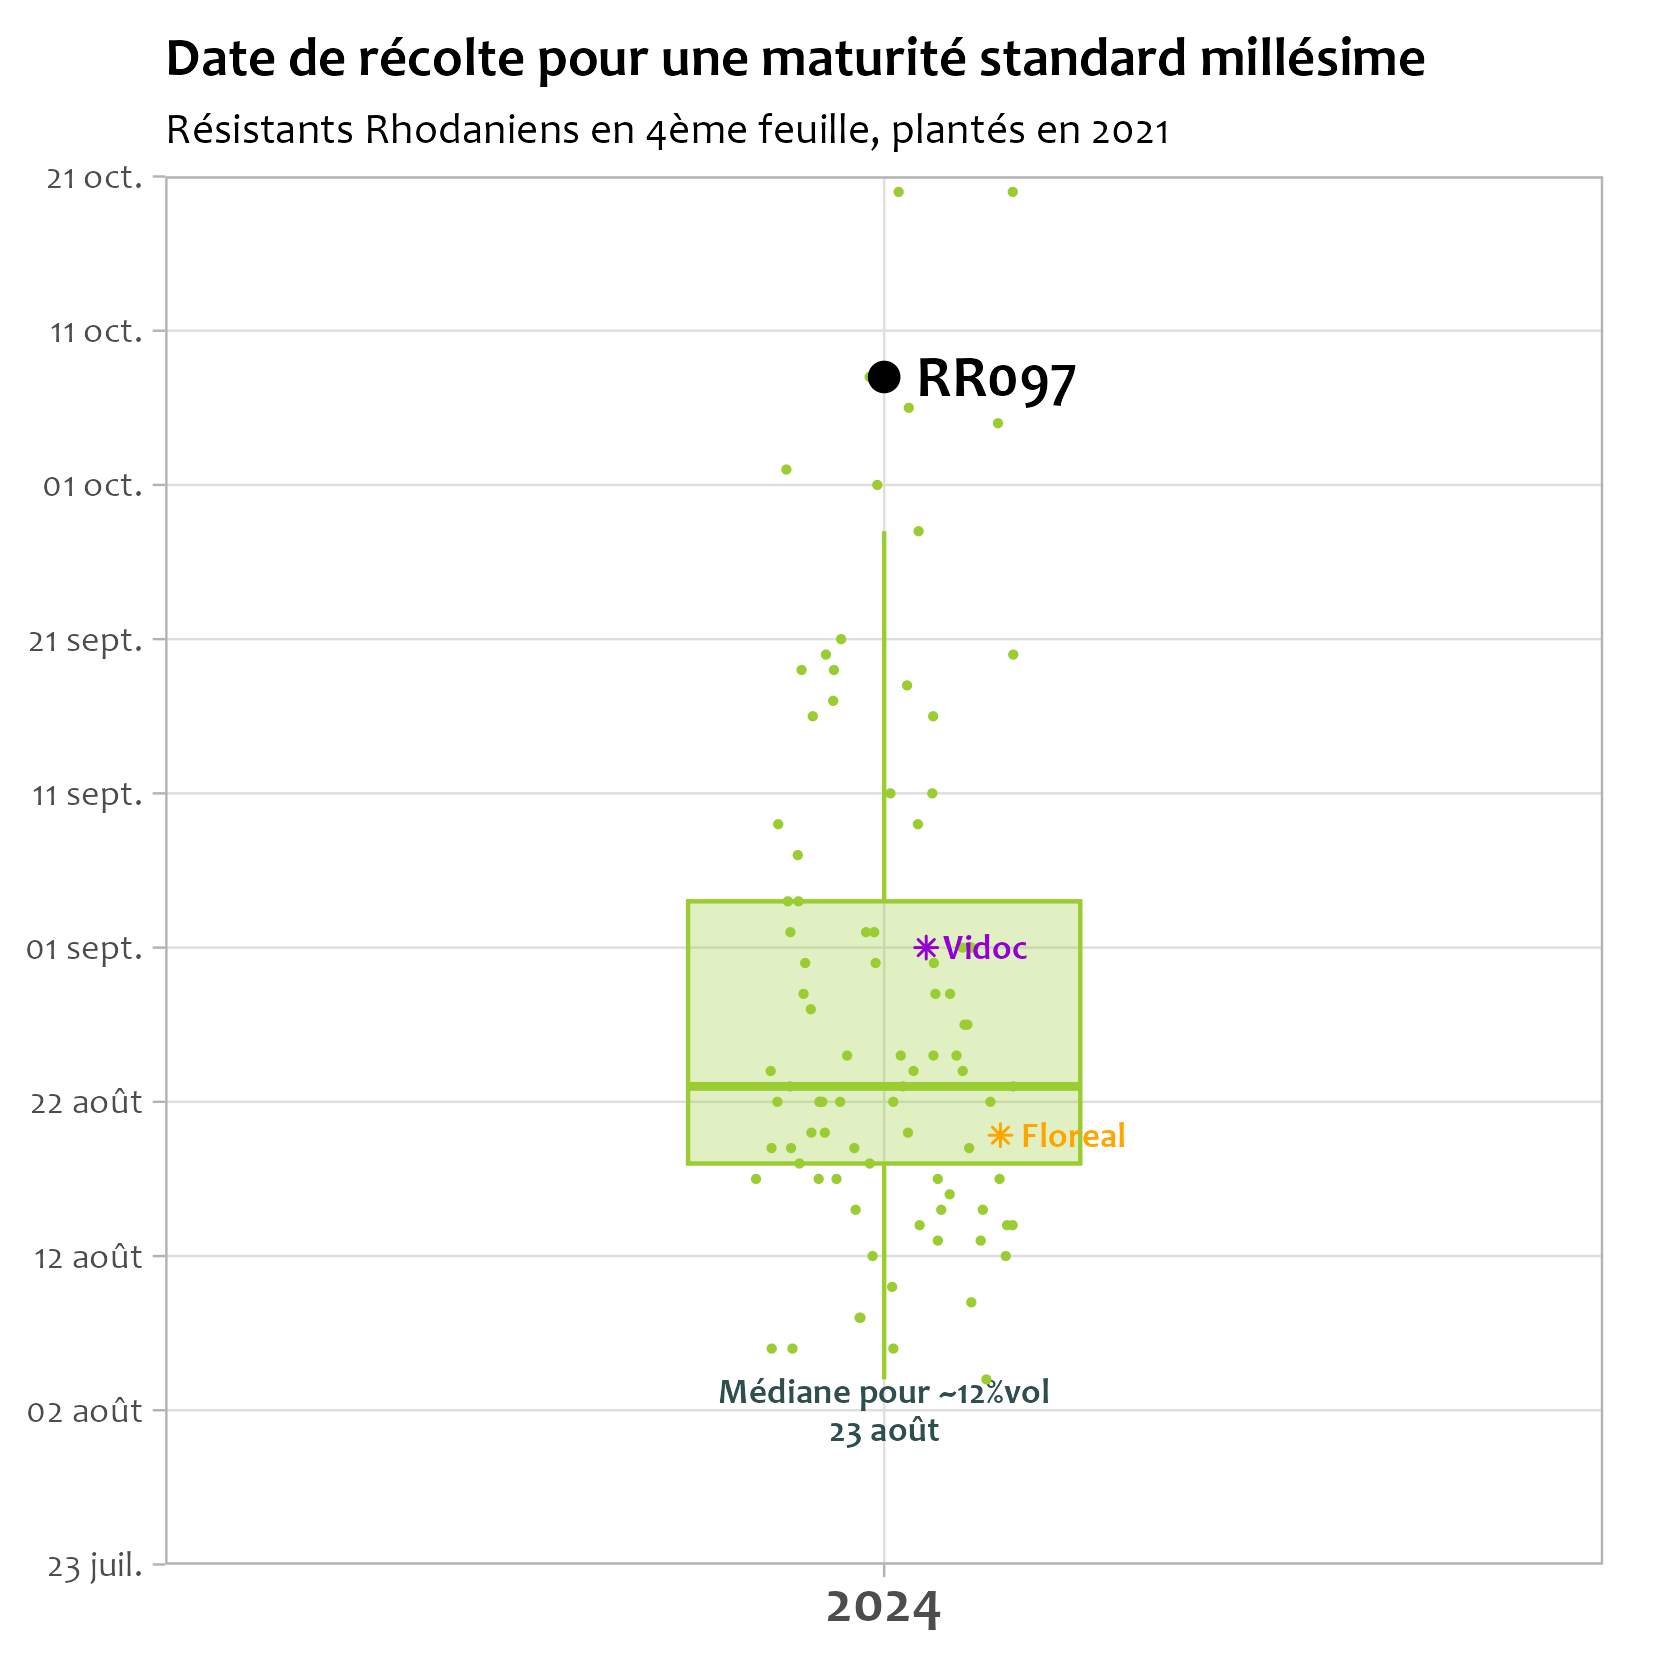 Date de récolte pour une maturité standard millésime
Résistants Rhodaniens en 4ème feuille, plantés en 2021
21 oct.
11 oct.
RR097
01 oct.
21 sept.
11 sept.
01 sept.
Vidoc
22 août
Floreal
12 août
Médiane pour ~12%vol
02 août
23 août
23 juil.
2024